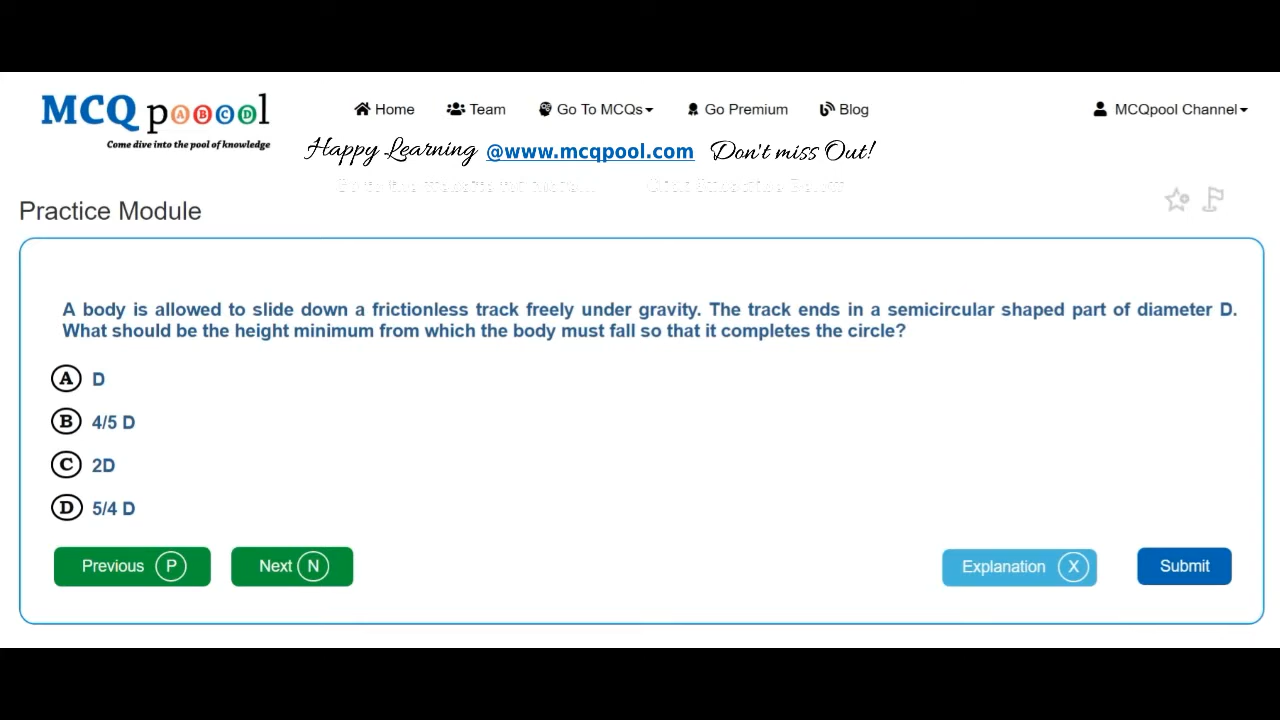 MCQ pooool
Come dive into the pool of knowledge
Home Team Go To MCQs Go Premium Blog MCQpool Channel
Happy Learning @www.mcqpool.com Don't miss Out!
Practice Module
A body is allowed to slide down a frictionless track freely under gravity. The track ends in a semicircular shaped part of diameter D.
What should be the height minimum from which the body must fall so that it completes the circle?
A D
B 4/5 D
C 2D
D 5/4 D
Previous P Next N Explanation X Submit